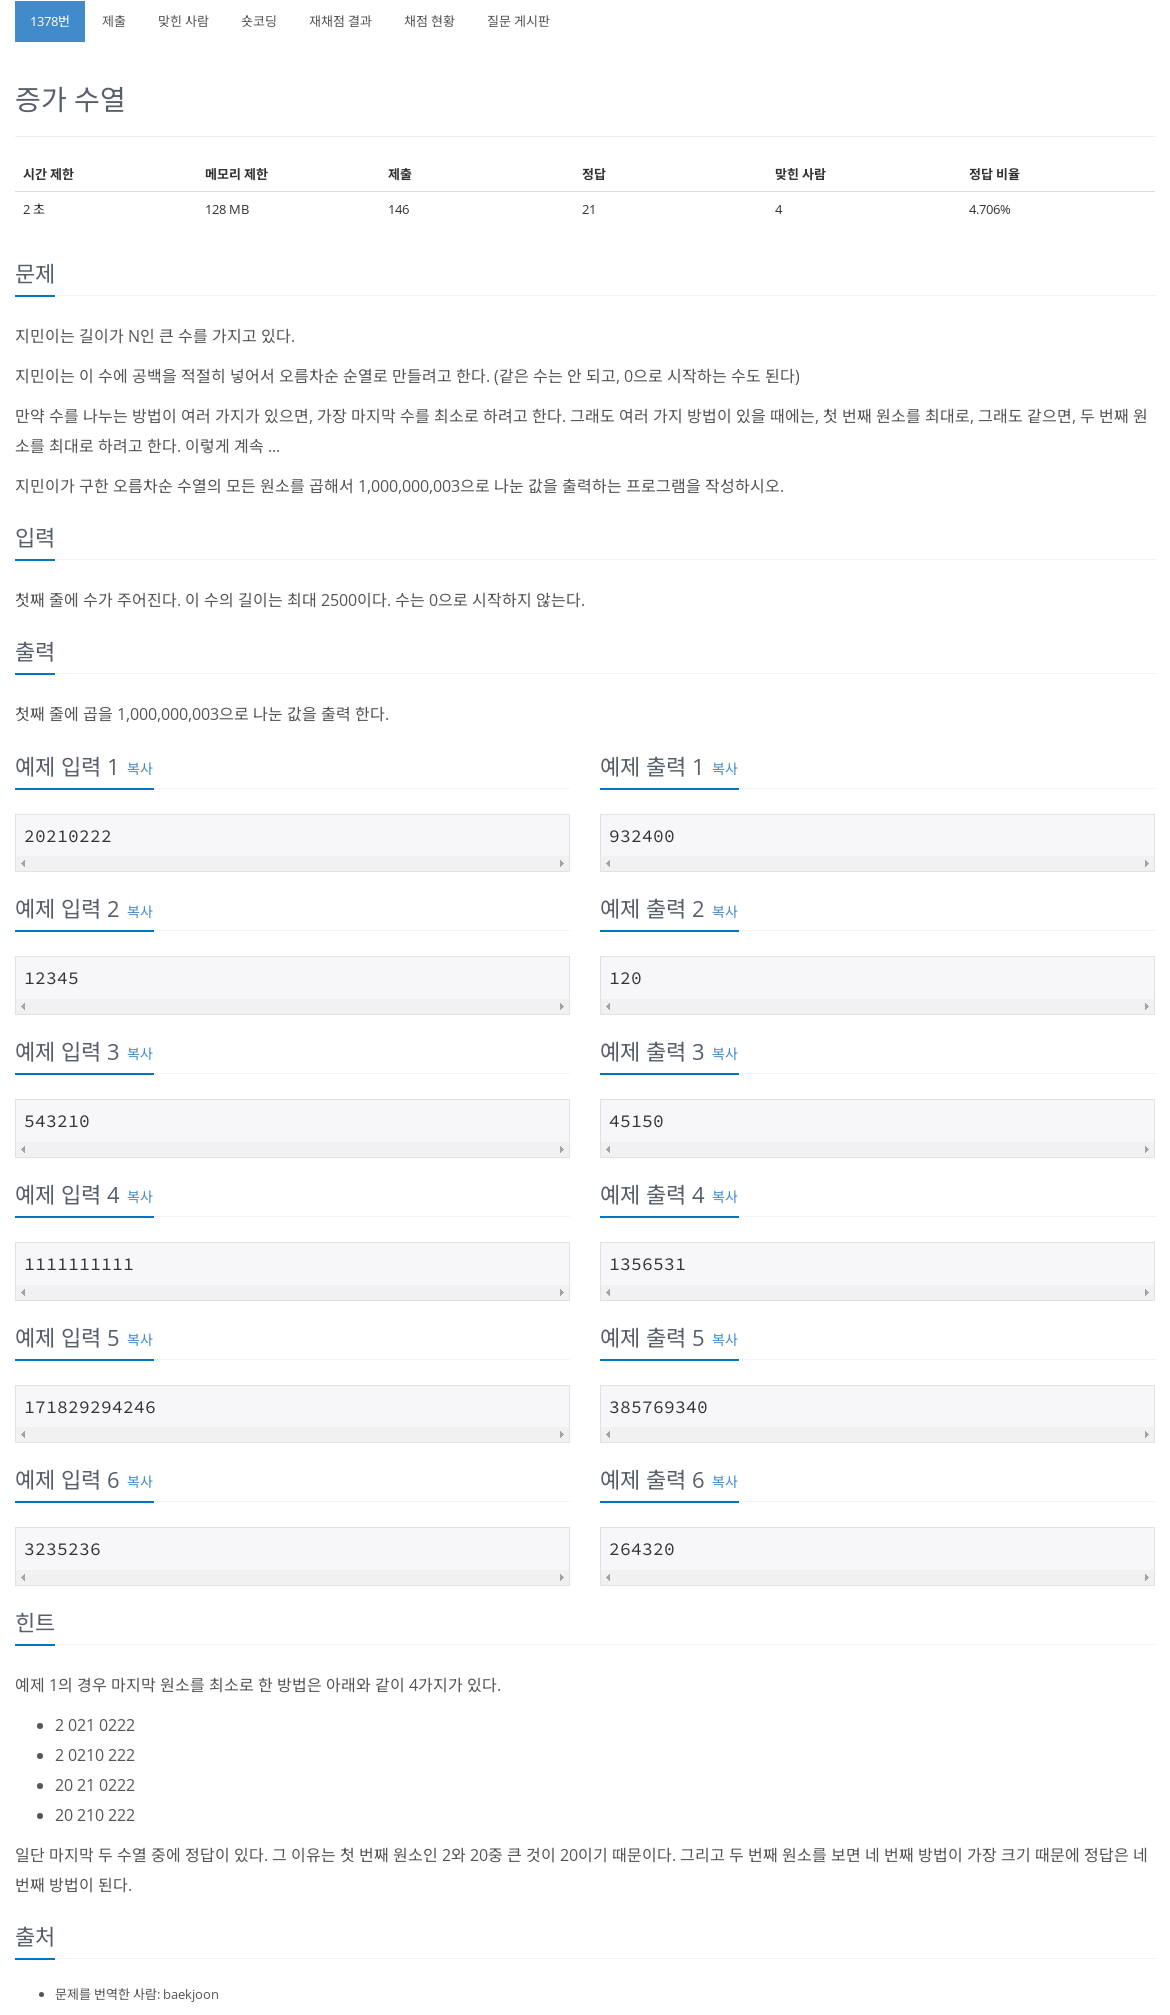 1378번 제출 맞힌 사람 숏코딩 재채점 결과 채점 현황 질문 게시판
증가 수열
시간 제한 메모리 제한 제출 정답 맞힌 사람 정답 비율
2 초 128 MB 146 21 4 4.706%
문제
지민이는 길이가 N인 큰 수를 가지고 있다.
지민이는 이 수에 공백을 적절히 넣어서 오름차순 순열로 만들려고 한다. (같은 수는 안 되고, 0으로 시작하는 수도 된다)
만약 수를 나누는 방법이 여러 가지가 있으면, 가장 마지막 수를 최소로 하려고 한다. 그래도 여러 가지 방법이 있을 때에는, 첫 번째 원소를 최대로, 그래도 같으면, 두 번째 원
소를 최대로 하려고 한다. 이렇게 계속 ...
지민이가 구한 오름차순 수열의 모든 원소를 곱해서 1,000,000,003으로 나눈 값을 출력하는 프로그램을 작성하시오.
입력
첫째 줄에 수가 주어진다. 이 수의 길이는 최대 2500이다. 수는 0으로 시작하지 않는다.
출력
첫째 줄에 곱을 1,000,000,003으로 나눈 값을 출력 한다.
예제 입력 1 복사 예제 출력 1 복사
20210222 932400
예제 입력 2 복사 예제 출력 2 복사
12345 120
예제 입력 3 복사 예제 출력 3 복사
543210 45150
예제 입력 4 복사 예제 출력 4 복사
1111111111 1356531
예제 입력 5 복사 예제 출력 5 복사
171829294246 385769340
예제 입력 6 복사 예제 출력 6 복사
3235236 264320
힌트
예제 1의 경우 마지막 원소를 최소로 한 방법은 아래와 같이 4가지가 있다.
• 2 021 0222
• 2 0210 222
• 20 21 0222
• 20 210 222
일단 마지막 두 수열 중에 정답이 있다. 그 이유는 첫 번째 원소인 2와 20중 큰 것이 20이기 때문이다. 그리고 두 번째 원소를 보면 네 번째 방법이 가장 크기 때문에 정답은 네
번째 방법이 된다.
출처
• 문제를 번역한 사람: baekjoon